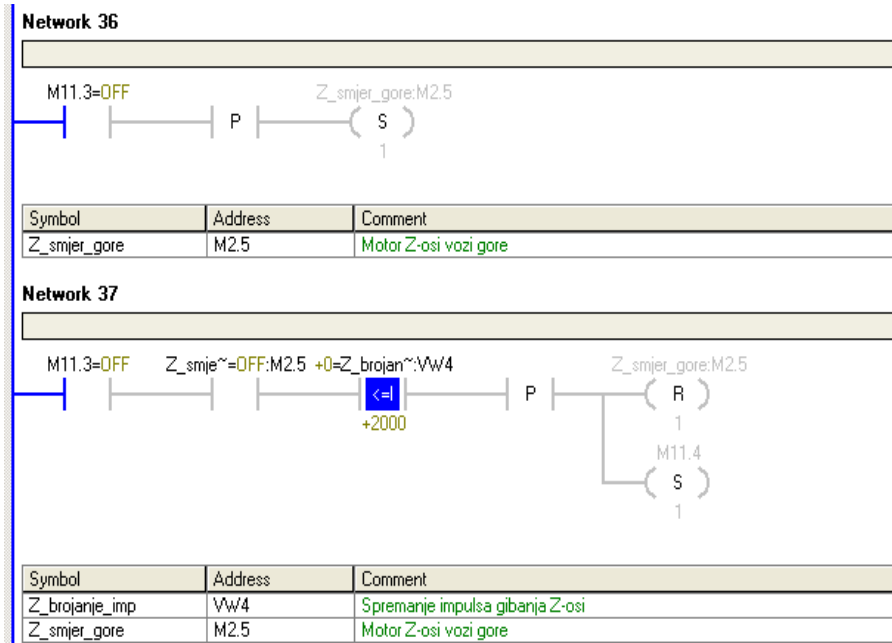 Network 36
M11.3=OFF Z_smjer_gore:M2.5
P S
1
Symbol Address Comment
Z_smjer_gore M2.5 Motor Z-osi vozi gore
Network 37
M11.3=OFF Z_smje~=OFF:M2.5 +0=Z_brojan~:VW4 Z_smjer_gore:M2.5
<=I P R
+2000 1
M11.4
S
1
Symbol Address Comment
Z_brojanje_imp VW4 Spremanje impulsa gibanja Z-osi
Z_smjer_gore M2.5 Motor Z-osi vozi gore